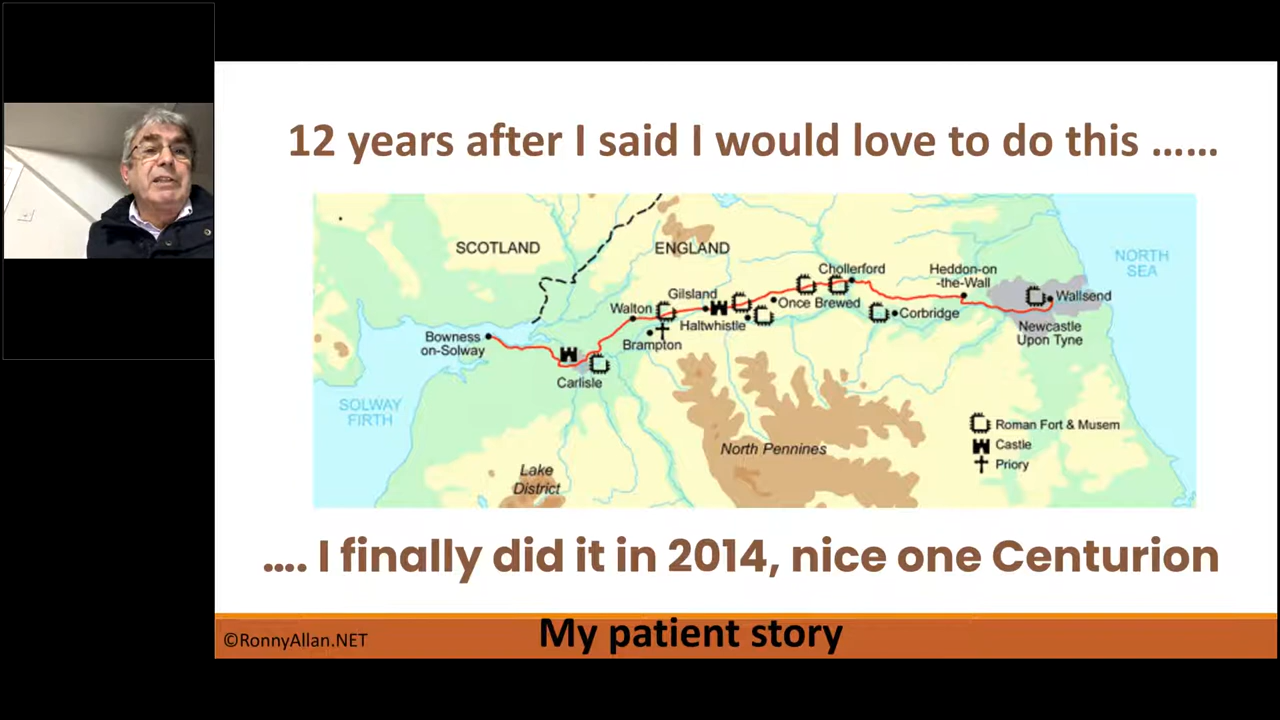 12 years after I said I would love to do this ......
SCOTLAND
ENGLAND
NORTH
SEA
Chollerford
Heddon-on
-the-Wall
Gilsland
Wallsend
Walton
Once Brewed
Corbridge
Haltwhistle
Newcastle
Upon Tyne
Bowness
on-Solway
Brampton
Carlisle
SOLWAY
FIRTH
Roman Fort & Musem
Castle
Priory
North Pennines
Lake
District
.... I finally did it in 2014, nice one Centurion
©RonnyAllan.NET
My patient story